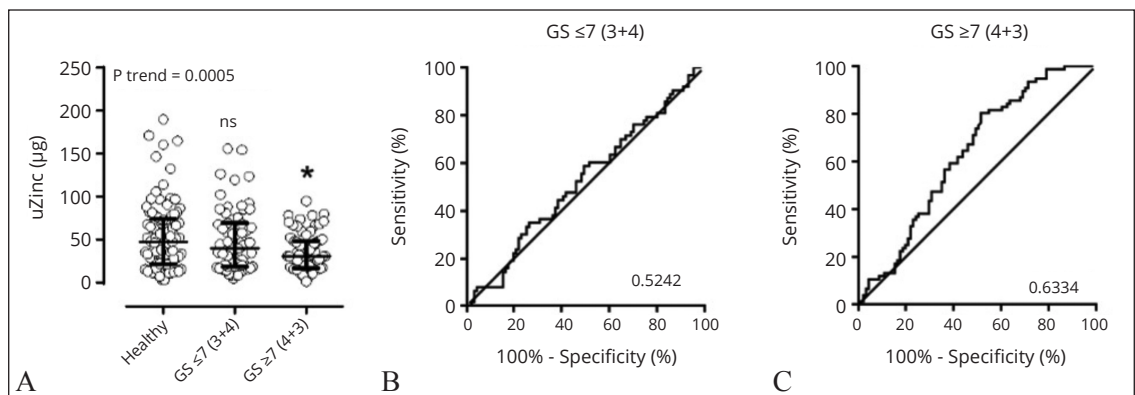 P trend = 0.0005
ns
*
uZinc (µg)
250
200
150
100
50
0
Healthy
GS ≤7 (3+4)
GS ≥7 (4+3)
A
GS ≤7 (3+4)
Sensitivity (%)
100
80
60
40
20
0
0.5242
0 20 40 60 80 100
100% - Specificity (%)
B
GS ≥7 (4+3)
Sensitivity (%)
100
80
60
40
20
0
0.6334
0 20 40 60 80 100
100% - Specificity (%)
C